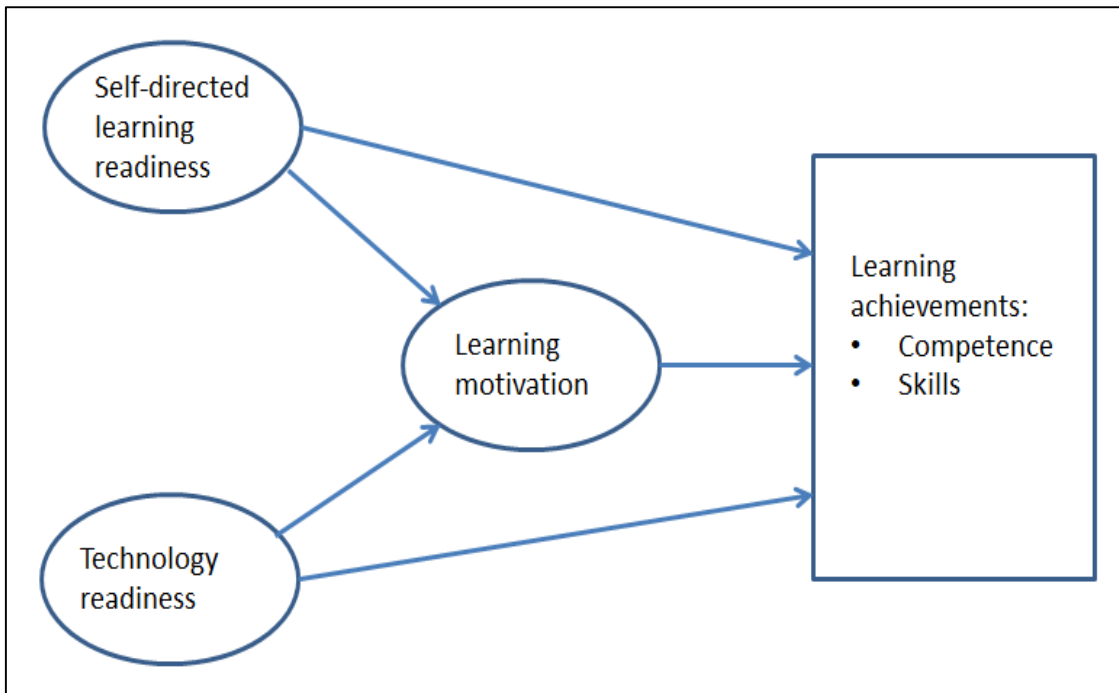 Self-directed
learning
readiness
Learning
motivation
Technology
readiness
Learning
achievements:
• Competence
• Skills